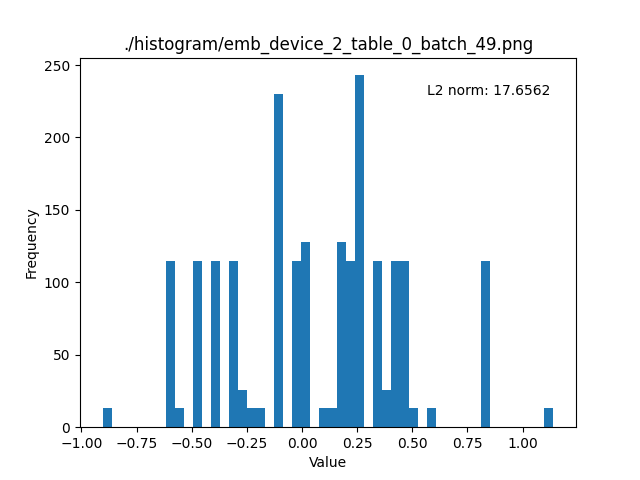 ./histogram/emb_device_2_table_0_batch_49.png
L2 norm: 17.6562
Frequency
250
200
150
100
50
0
−1.00 −0.75 −0.50 −0.25 0.00 0.25 0.50 0.75 1.00
Value